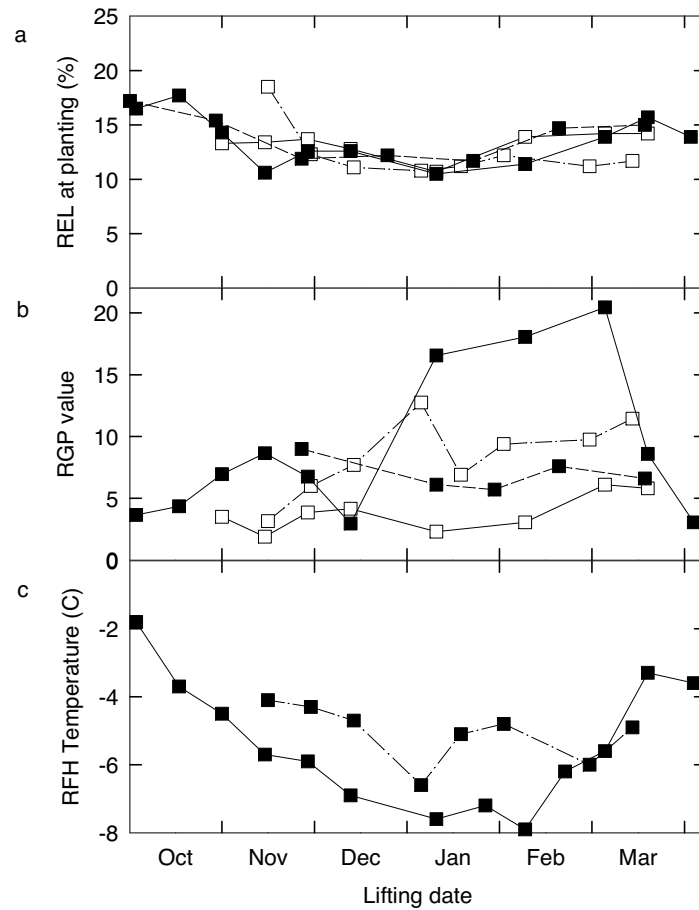 a
REL at planting (%)
25
20
15
10
5
0
b
RGP value
20
15
10
5
0
0
c
RFH Temperature (C)
-2
-4
-6
-8
Oct Nov Dec Jan Feb Mar
Lifting date